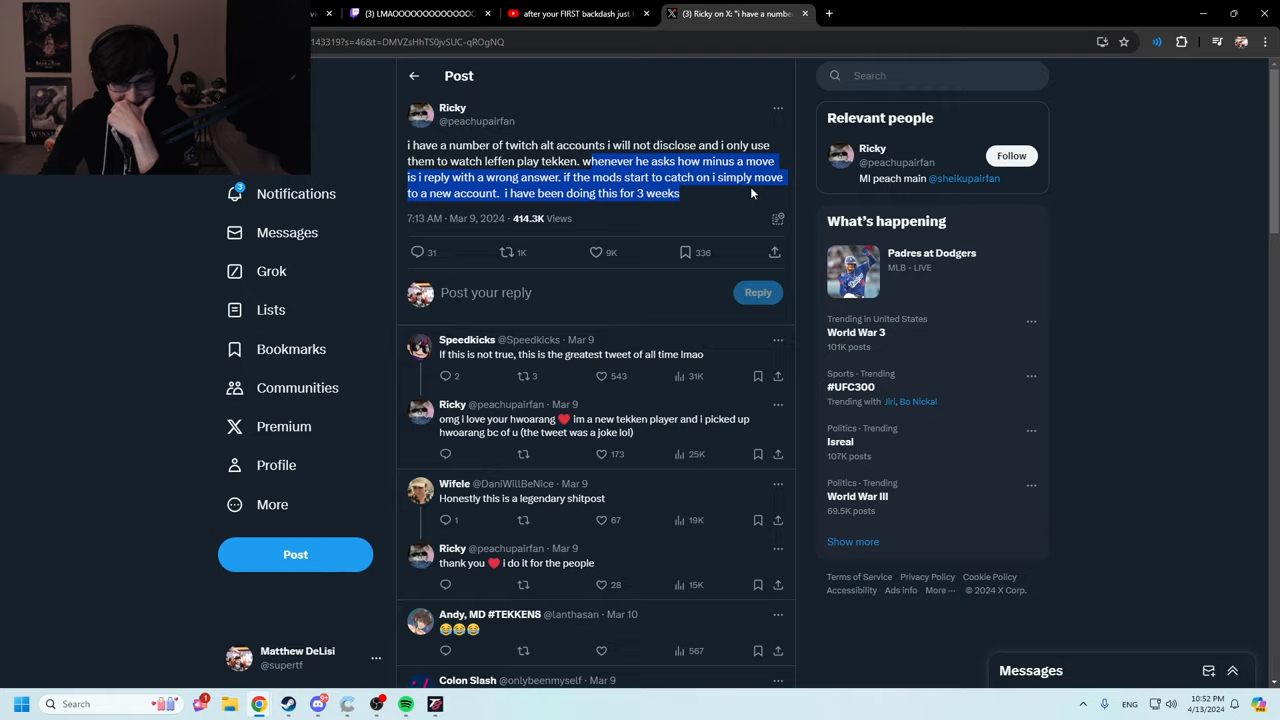 (3) LMAOOOOOOOOOOOOO
after your FIRST backdash just
(3) Ricky on X: "i have a number
143319?s=46&t=DMVZsHhTS0jvSUC-qROgNQ
WINS
3
Notifications
Messages
Grok
Lists
Bookmarks
Communities
Premium
Profile
More
Post
Matthew DeLisi
@supertf
Post
Ricky
@peachupairfan
i have a number of twitch alt accounts i will not disclose and i only use
them to watch leffen play tekken. whenever he asks how minus a move
is i reply with a wrong answer. if the mods start to catch on i simply move
to a new account.  i have been doing this for 3 weeks
7:13 AM · Mar 9, 2024 · 414.3K Views
31 1K 9K 336
Post your reply
Reply
Speedkicks @Speedkicks · Mar 9
If this is not true, this is the greatest tweet of all time lmao
2 3 543 31K
Ricky @peachupairfan · Mar 9
omg i love your hwoarang ❤️ im a new tekken player and i picked up
hwoarang bc of u (the tweet was a joke lol)
173 25K
Wifele @DaniWillBeNice · Mar 9
Honestly this is a legendary shitpost
1 67 19K
Ricky @peachupairfan · Mar 9
thank you ❤️ i do it for the people
28 15K
Andy, MD #TEKKEN8 @lanthasan · Mar 10
😂😂😂
567
Colon Slash @onlybeenmyself · Mar 9
Search
Relevant people
Ricky
@peachupairfan
Follow
MI peach main @sheikupairfan
What's happening
Padres at Dodgers
MLB · LIVE
Trending in United States
World War 3
101K posts
Sports · Trending
#UFC300
Trending with Jiri, Bo Nickal
Politics · Trending
Isreal
107K posts
Politics · Trending
World War III
69.5K posts
Show more
Terms of Service Privacy Policy Cookie Policy
Accessibility Ads info More ··· © 2024 X Corp.
Messages
Search
1
9+
ENG
10:52 PM
4/13/2024